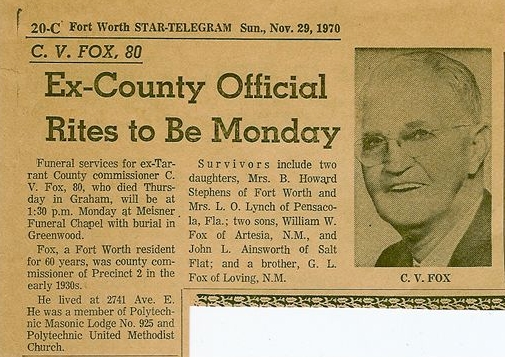 20-C Fort Worth STAR-TELEGRAM Sun., Nov. 29, 1970
C. V. FOX, 80
Ex-County Official
Rites to Be Monday
Funeral services for ex-Tar-
rant County commissioner C.
V. Fox, 80, who died Thurs-
day in Graham, will be at
1:30 p.m. Monday at Meisner
Funeral Chapel with burial in
Greenwood.
Fox, a Fort Worth resident
for 60 years, was county com-
missioner of Precinct 2 in the
early 1930s.
He lived at 2741 Ave. E.
He was a member of Polytech-
nic Masonic Lodge No. 925 and
Polytechnic United Methodist
Church.
Survivors include two
daughters, Mrs. B. Howard
Stephens of Fort Worth and
Mrs. L. O. Lynch of Pensaco-
la, Fla.; two sons, William W.
Fox of Artesia, N.M., and
John L. Ainsworth of Salt
Flat; and a brother, G. L.
Fox of Loving, N.M.
C. V. FOX